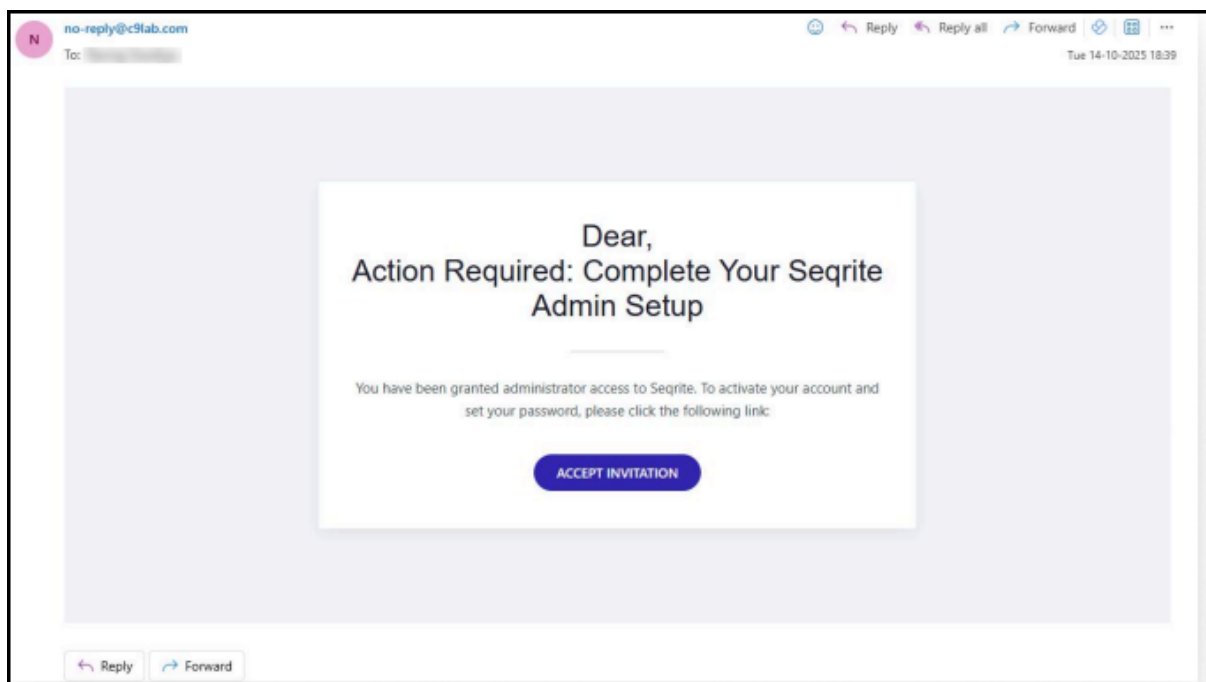 N
no-reply@c9lab.com
Reply Reply all Forward ...
To:
Tue 14-10-2025 18:39
Dear,
Action Required: Complete Your Seqrite
Admin Setup
You have been granted administrator access to Seqrite. To activate your account and
set your password, please click the following link:
ACCEPT INVITATION
Reply Forward